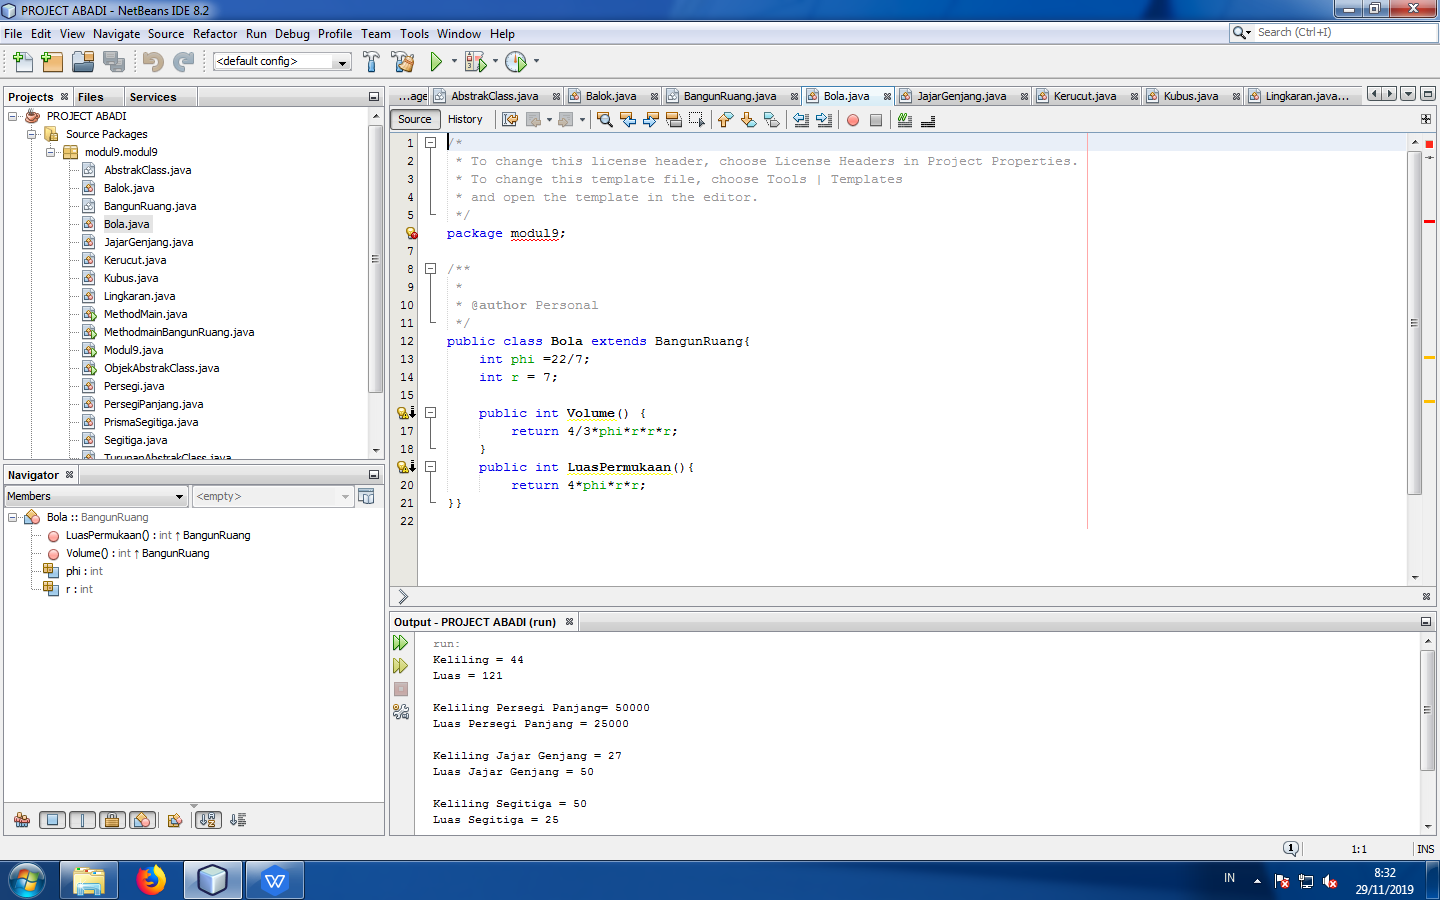 PROJECT ABADI - NetBeans IDE 8.2
File Edit View Navigate Source Refactor Run Debug Profile Team Tools Window Help
Search (Ctrl+I)
<default config>
Projects Files Services
PROJECT ABADI
Source Packages
modul9.modul9
AbstrakClass.java
Balok.java
BangunRuang.java
Bola.java
JajarGenjang.java
Kerucut.java
Kubus.java
Lingkaran.java
MethodMain.java
MethodmainBangunRuang.java
Modul9.java
ObjekAbstrakClass.java
Persegi.java
PersegiPanjang.java
PrismaSegitiga.java
Segitiga.java
TurunanAbstrakClass.java
Navigator
Members <empty>
Bola :: BangunRuang
LuasPermukaan() : int ↑ BangunRuang
Volume() : int ↑ BangunRuang
phi : int
r : int
...age AbstrakClass.java Balok.java BangunRuang.java Bola.java JajarGenjang.java Kerucut.java Kubus.java Lingkaran.java...
Source History
1 /*
2 * To change this license header, choose License Headers in Project Properties.
3 * To change this template file, choose Tools | Templates
4 * and open the template in the editor.
5 */
package modul9;
7
8 /**
9 *
10 * @author Personal
11 */
12 public class Bola extends BangunRuang{
13 int phi =22/7;
14 int r = 7;
15
public int Volume() {
17 return 4/3*phi*r*r*r;
18 }
public int LuasPermukaan(){
20 return 4*phi*r*r;
21 }}
22
Output - PROJECT ABADI (run)
run:
Keliling = 44
Luas = 121
Keliling Persegi Panjang= 50000
Luas Persegi Panjang = 25000
Keliling Jajar Genjang = 27
Luas Jajar Genjang = 50
Keliling Segitiga = 50
Luas Segitiga = 25
1 1:1 INS
IN
8:32
29/11/2019